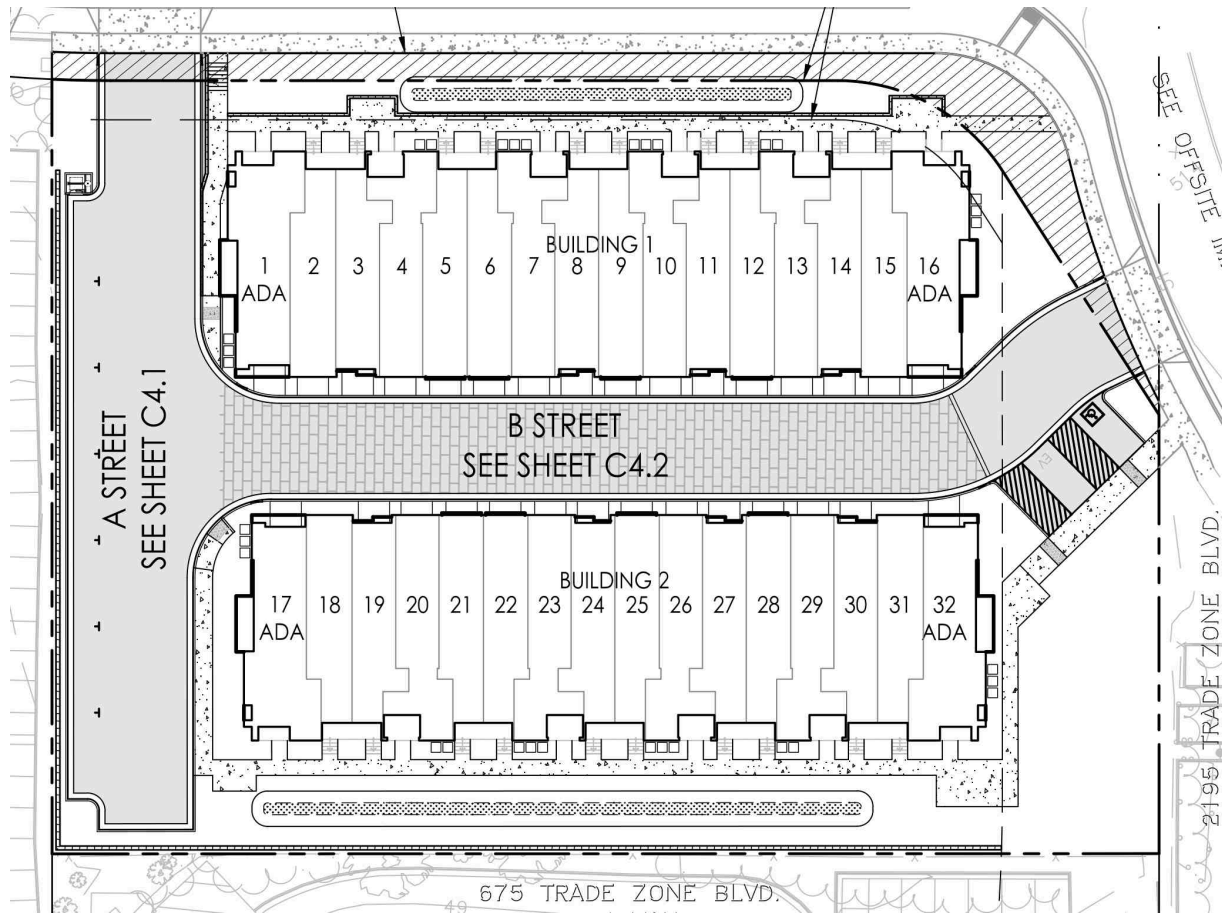 SEE OFFSITE
BUILDING 1
1 2 3 4 5 6 7 8 9 10 11 12 13 14 15 16
ADA ADA
A STREET
SEE SHEET C4.1
B STREET
SEE SHEET C4.2
EV
BUILDING 2
17 18 19 20 21 22 23 24 25 26 27 28 29 30 31 32
ADA ADA
2195 TRADE ZONE BLVD.
675 TRADE ZONE BLVD.
49